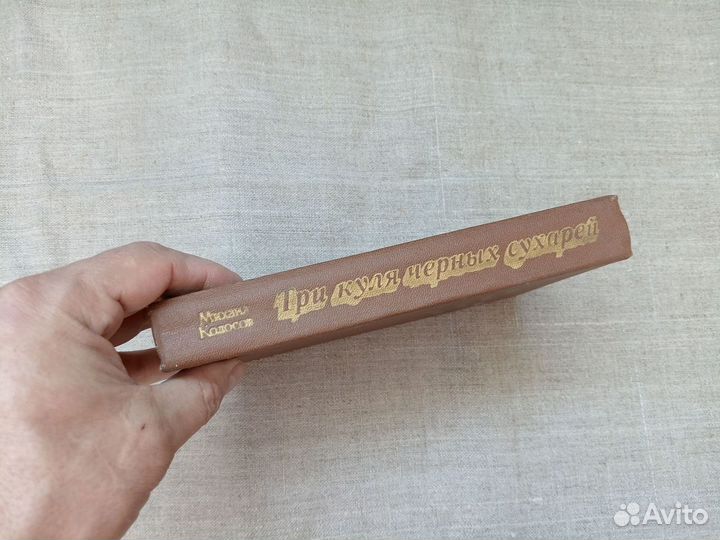 Михаил
Колосов
Три куля черных сухарей
Avito